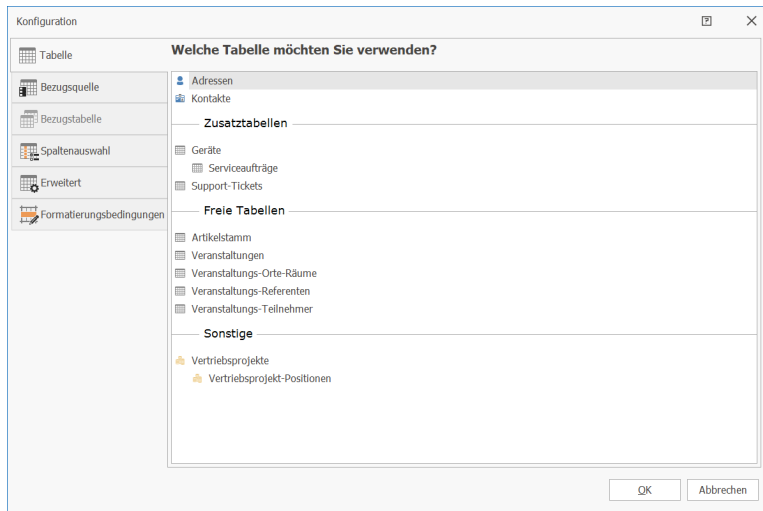 Konfiguration
Tabelle
Bezugsquelle
Bezugstabelle
Spaltenauswahl
Erweitert
Formatierungsbedingungen
Welche Tabelle möchten Sie verwenden?
Adressen
Kontakte
Zusatztabellen
Geräte
Serviceaufträge
Support-Tickets
Freie Tabellen
Artikelstamm
Veranstaltungen
Veranstaltungs-Orte-Räume
Veranstaltungs-Referenten
Veranstaltungs-Teilnehmer
Sonstige
Vertriebsprojekte
Vertriebsprojekt-Positionen
OK Abbrechen